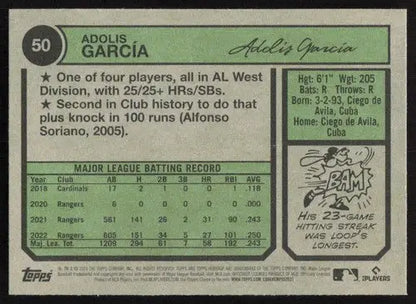 50
ADOLIS
GARCÍA
Adolis García
★ One of four players, all in AL West
Division, with 25/25+ HRs/SBs.
★ Second in Club history to do that
plus knock in 100 runs (Alfonso
Soriano, 2005).
Hgt: 6'1" Wgt: 205
Bats: R Throws: R
Born: 3-2-93, Ciego de
Avila, Cuba
Home: Ciego de Avila,
Cuba
MAJOR LEAGUE BATTING RECORD
Year Club AB H 2B 3B HR RBI AVG
2018 Cardinals 17 2 1 0 0 1 .118
2020 Rangers 6 0 0 0 0 0 .000
2021 Rangers 561 141 26 2 31 90 .243
2022 Rangers 605 151 34 5 27 101 .250
Maj. Lea. Tot. 1209 294 61 7 58 192 .243
BAM
HIS 23-GAME
HITTING STREAK
WAS LOOP'S
LONGEST.
Topps
MLB PLAYERS